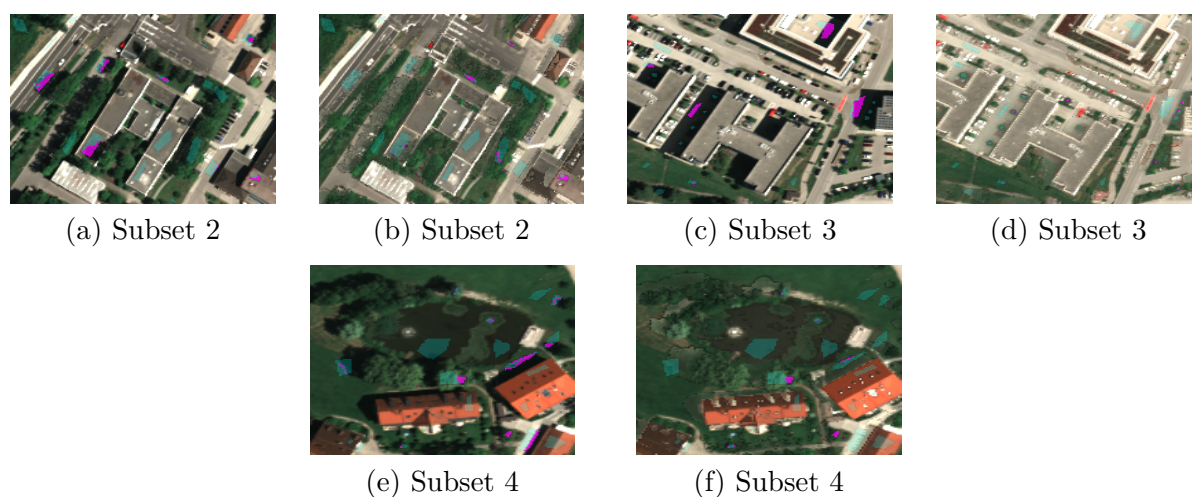 (a) Subset 2
(b) Subset 2
(c) Subset 3
(d) Subset 3
(e) Subset 4
(f) Subset 4